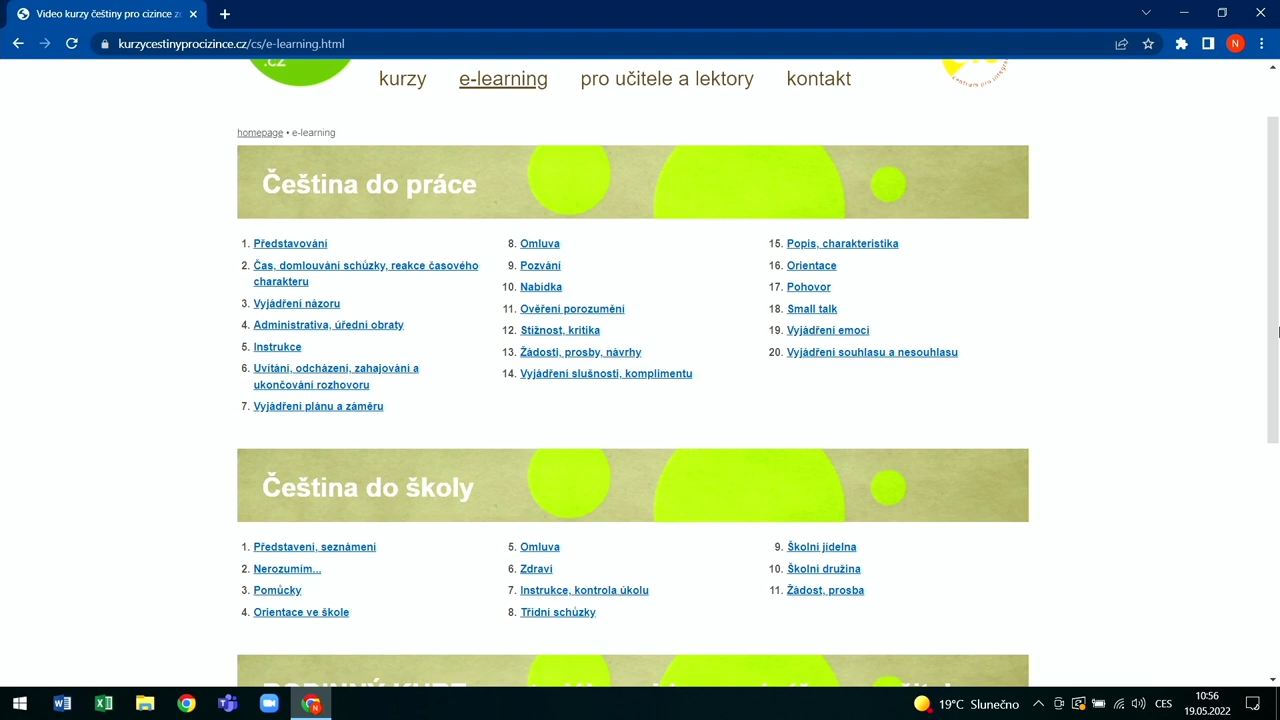 Video kurzy češtiny pro cizince z
kurzycestinyprocizince.cz/cs/e-learning.html
N
.cz
kurzy
e-learning
pro učitele a lektory
kontakt
homepage • e-learning
Čeština do práce
1. Představování
2. Čas, domlouvání schůzky, reakce časového
charakteru
3. Vyjádření názoru
4. Administrativa, úřední obraty
5. Instrukce
6. Uvítání, odcházení, zahajování a
ukončování rozhovoru
7. Vyjádření plánu a záměru
8. Omluva
9. Pozvání
10. Nabídka
11. Ověření porozumění
12. Stížnost, kritika
13. Žádosti, prosby, návrhy
14. Vyjádření slušnosti, komplimentu
15. Popis, charakteristika
16. Orientace
17. Pohovor
18. Small talk
19. Vyjádření emocí
20. Vyjádření souhlasu a nesouhlasu
Čeština do školy
1. Představení, seznámení
2. Nerozumím...
3. Pomůcky
4. Orientace ve škole
5. Omluva
6. Zdraví
7. Instrukce, kontrola úkolu
8. Třídní schůzky
9. Školní jídelna
10. Školní družina
11. Žádost, prosba
19°C Slunečno
CES
10:56
19.05.2022